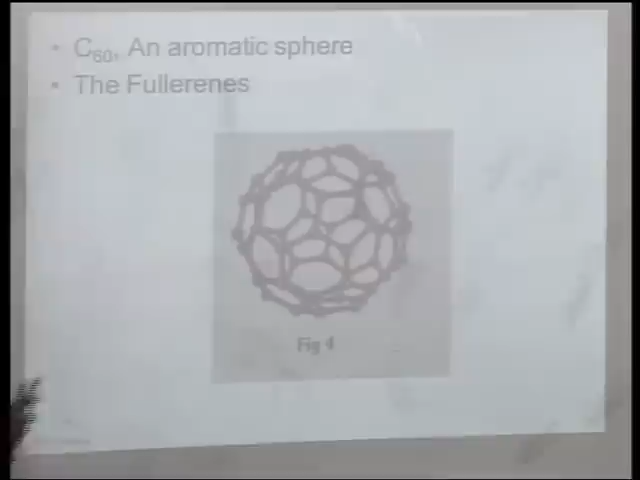 • C₆₀, An aromatic sphere
• The Fullerenes
Fig 4